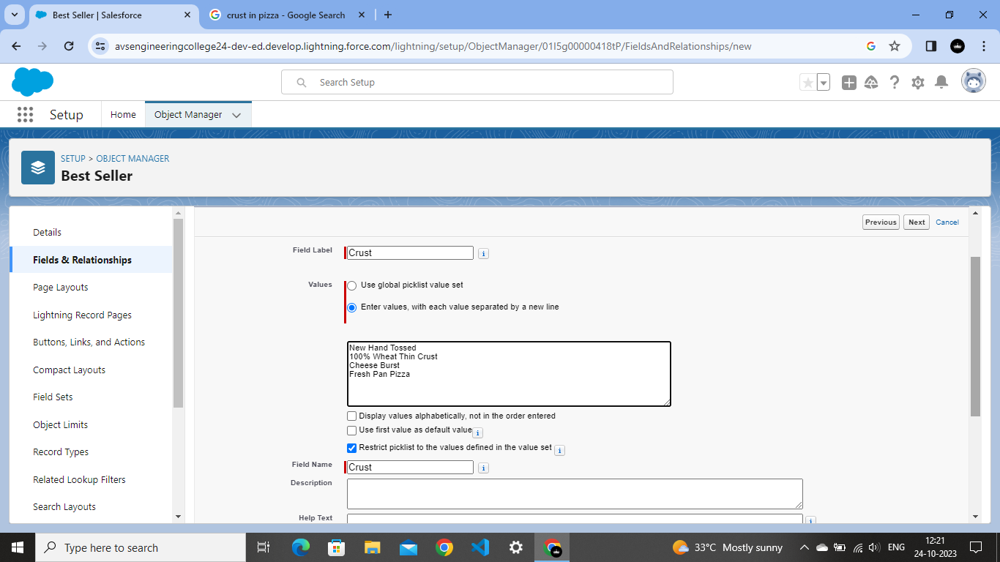 Best Seller | Salesforce
crust in pizza - Google Search
avsengineeringcollege24-dev-ed.develop.lightning.force.com/lightning/setup/ObjectManager/01I5g00000418tP/FieldsAndRelationships/new
Search Setup
Setup
Home
Object Manager
SETUP > OBJECT MANAGER
Best Seller
Details
Fields & Relationships
Page Layouts
Lightning Record Pages
Buttons, Links, and Actions
Compact Layouts
Field Sets
Object Limits
Record Types
Related Lookup Filters
Search Layouts
Previous Next Cancel
Field Label Crust
Values Use global picklist value set
Enter values, with each value separated by a new line
New Hand Tossed
100% Wheat Thin Crust
Cheese Burst
Fresh Pan Pizza
Display values alphabetically, not in the order entered
Use first value as default value
Restrict picklist to the values defined in the value set
Field Name Crust
Description
Help Text
Type here to search
33°C Mostly sunny
ENG
12:21
24-10-2023